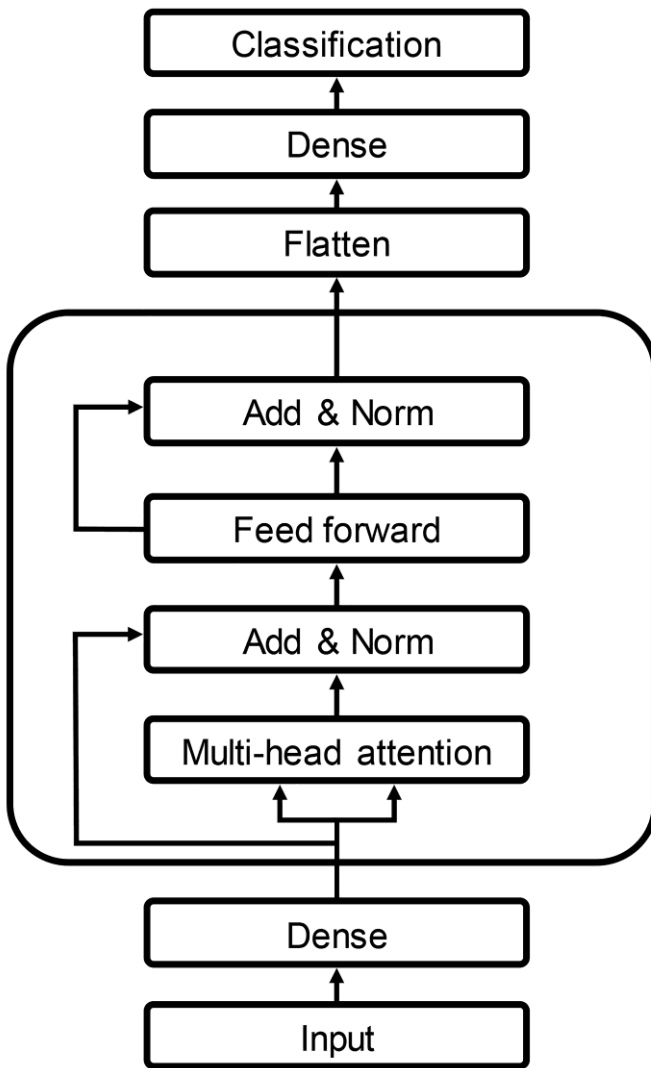 Classification
Dense
Flatten
Add & Norm
Feed forward
Add & Norm
Multi-head attention
Dense
Input